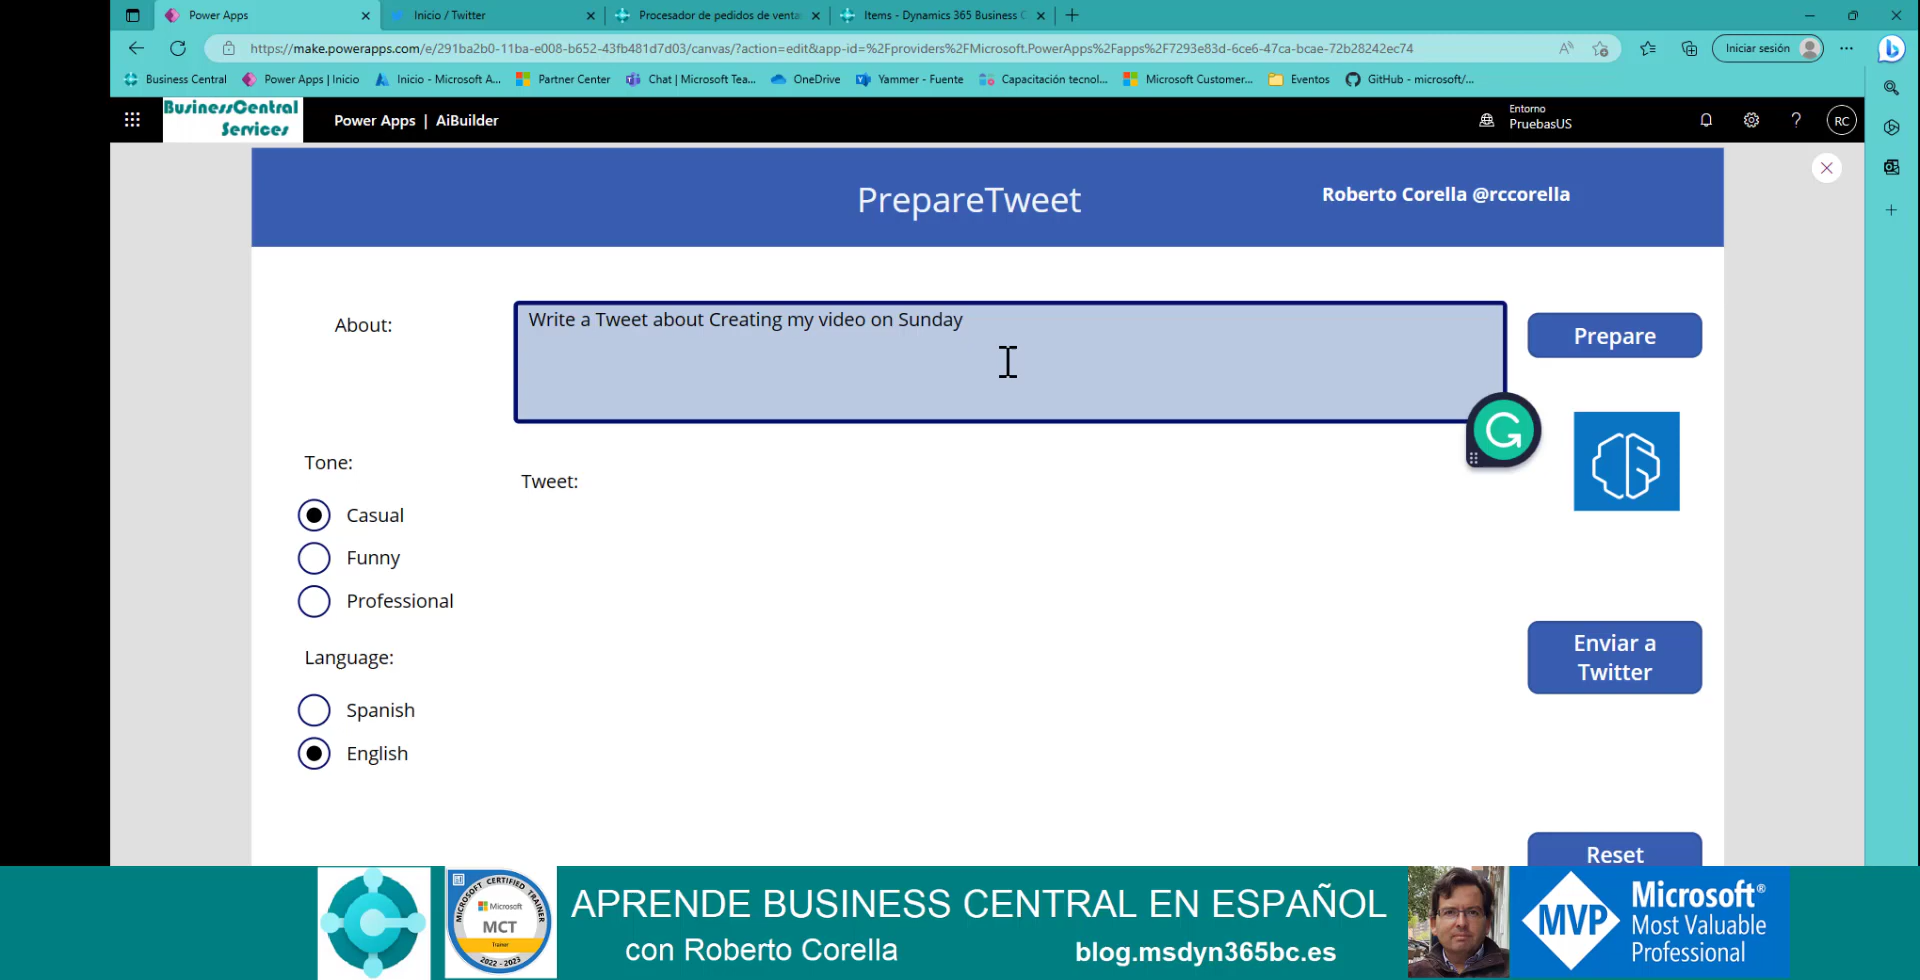 Power Apps
Inicio / Twitter
Procesador de pedidos de venta
Items - Dynamics 365 Business C
https://make.powerapps.com/e/291ba2b0-11ba-e008-b652-43fb481d7d03/canvas/?action=edit&app-id=%2Fproviders%2FMicrosoft.PowerApps%2Fapps%2F7293e83d-6ce6-47ca-bcae-72b28242ec74
Iniciar sesión
Business Central
Power Apps | Inicio
Inicio - Microsoft A...
Partner Center
Chat | Microsoft Tea...
OneDrive
Yammer - Fuente
Capacitación tecnol...
Microsoft Customer...
Eventos
GitHub - microsoft/...
BusinessCentral
Services
Power Apps | AiBuilder
Entorno
PruebasUS
RC
PrepareTweet
Roberto Corella @rccorella
About:
Write a Tweet about Creating my video on Sunday
Prepare
Tone:
Tweet:
Casual
Funny
Professional
Language:
Spanish
English
Enviar a
Twitter
Reset
MICROSOFT CERTIFIED TRAINER
Microsoft
MCT
Trainer
2022 - 2023
APRENDE BUSINESS CENTRAL EN ESPAÑOL
con Roberto Corella
blog.msdyn365bc.es
MVP
Microsoft®
Most Valuable
Professional